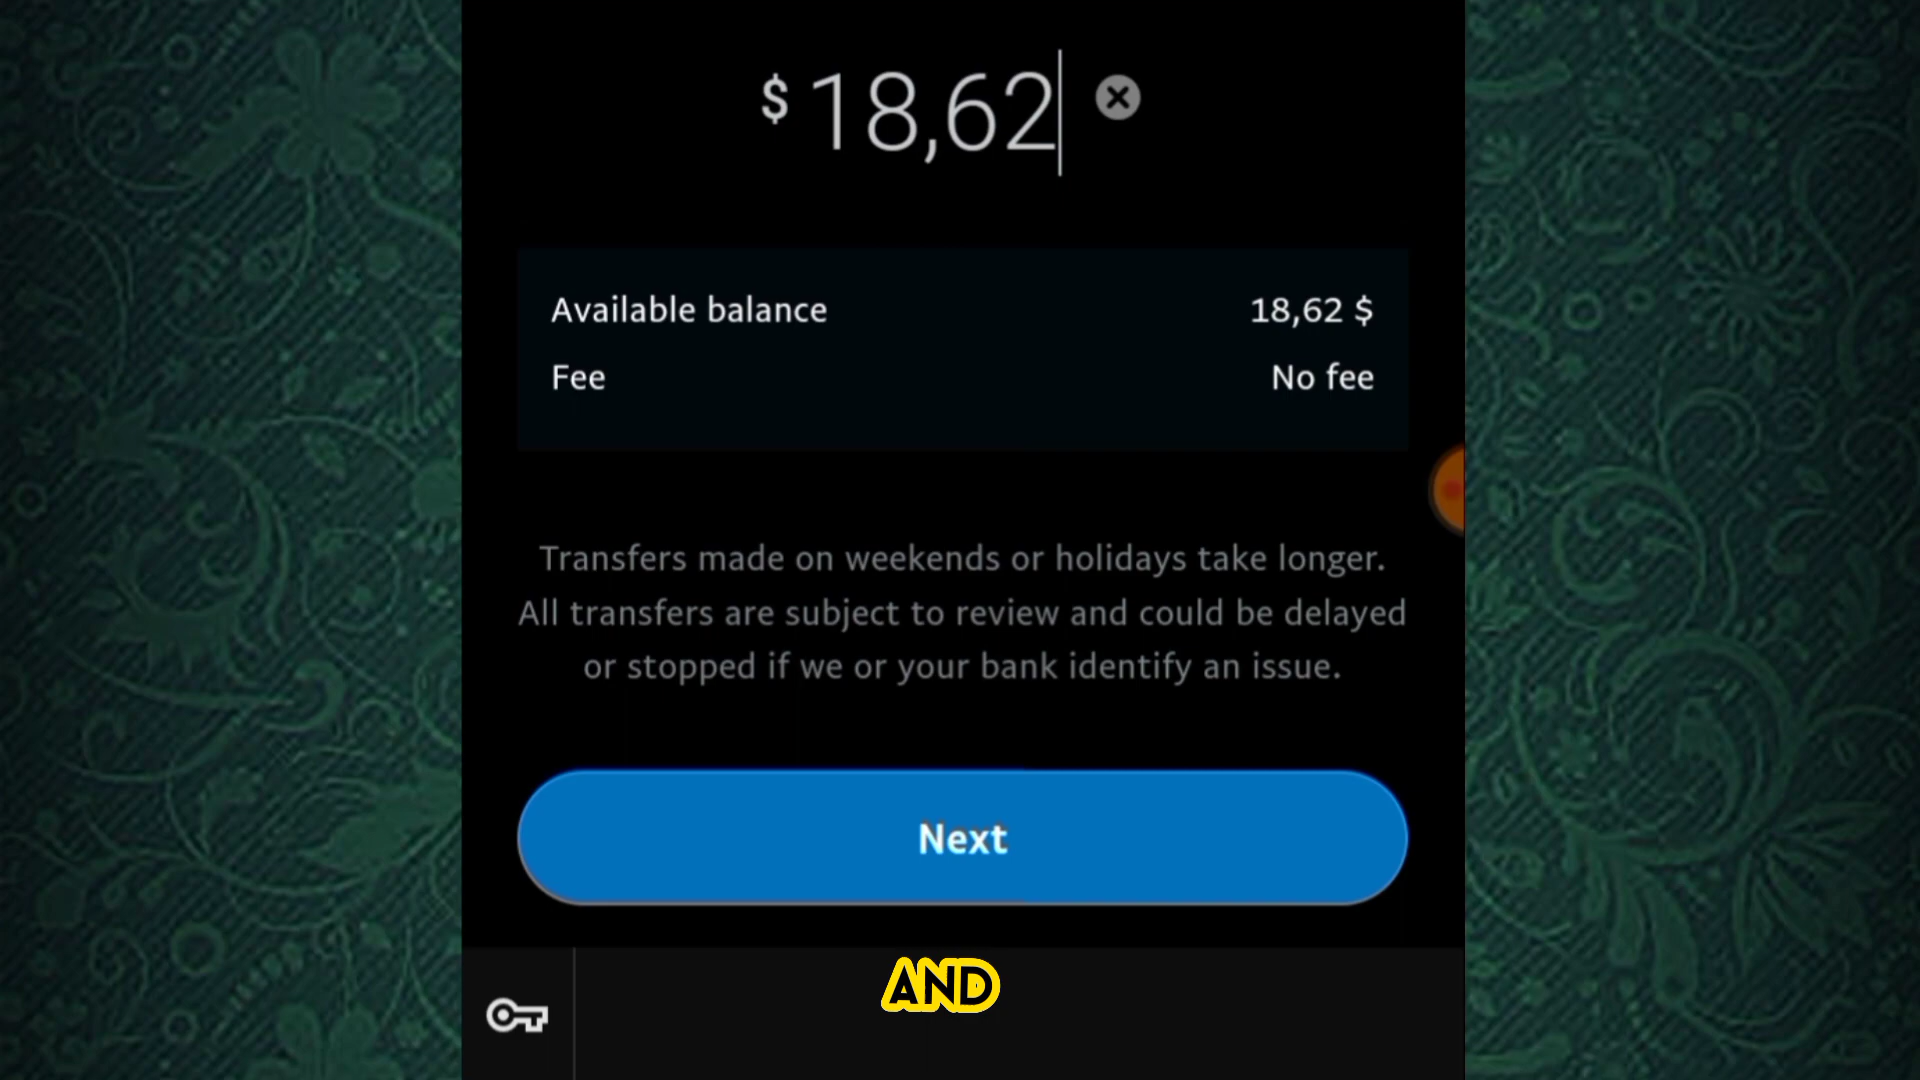 $ 18,62
Available balance 18,62 $
Fee No fee
Transfers made on weekends or holidays take longer.
All transfers are subject to review and could be delayed
or stopped if we or your bank identify an issue.
Next
AND